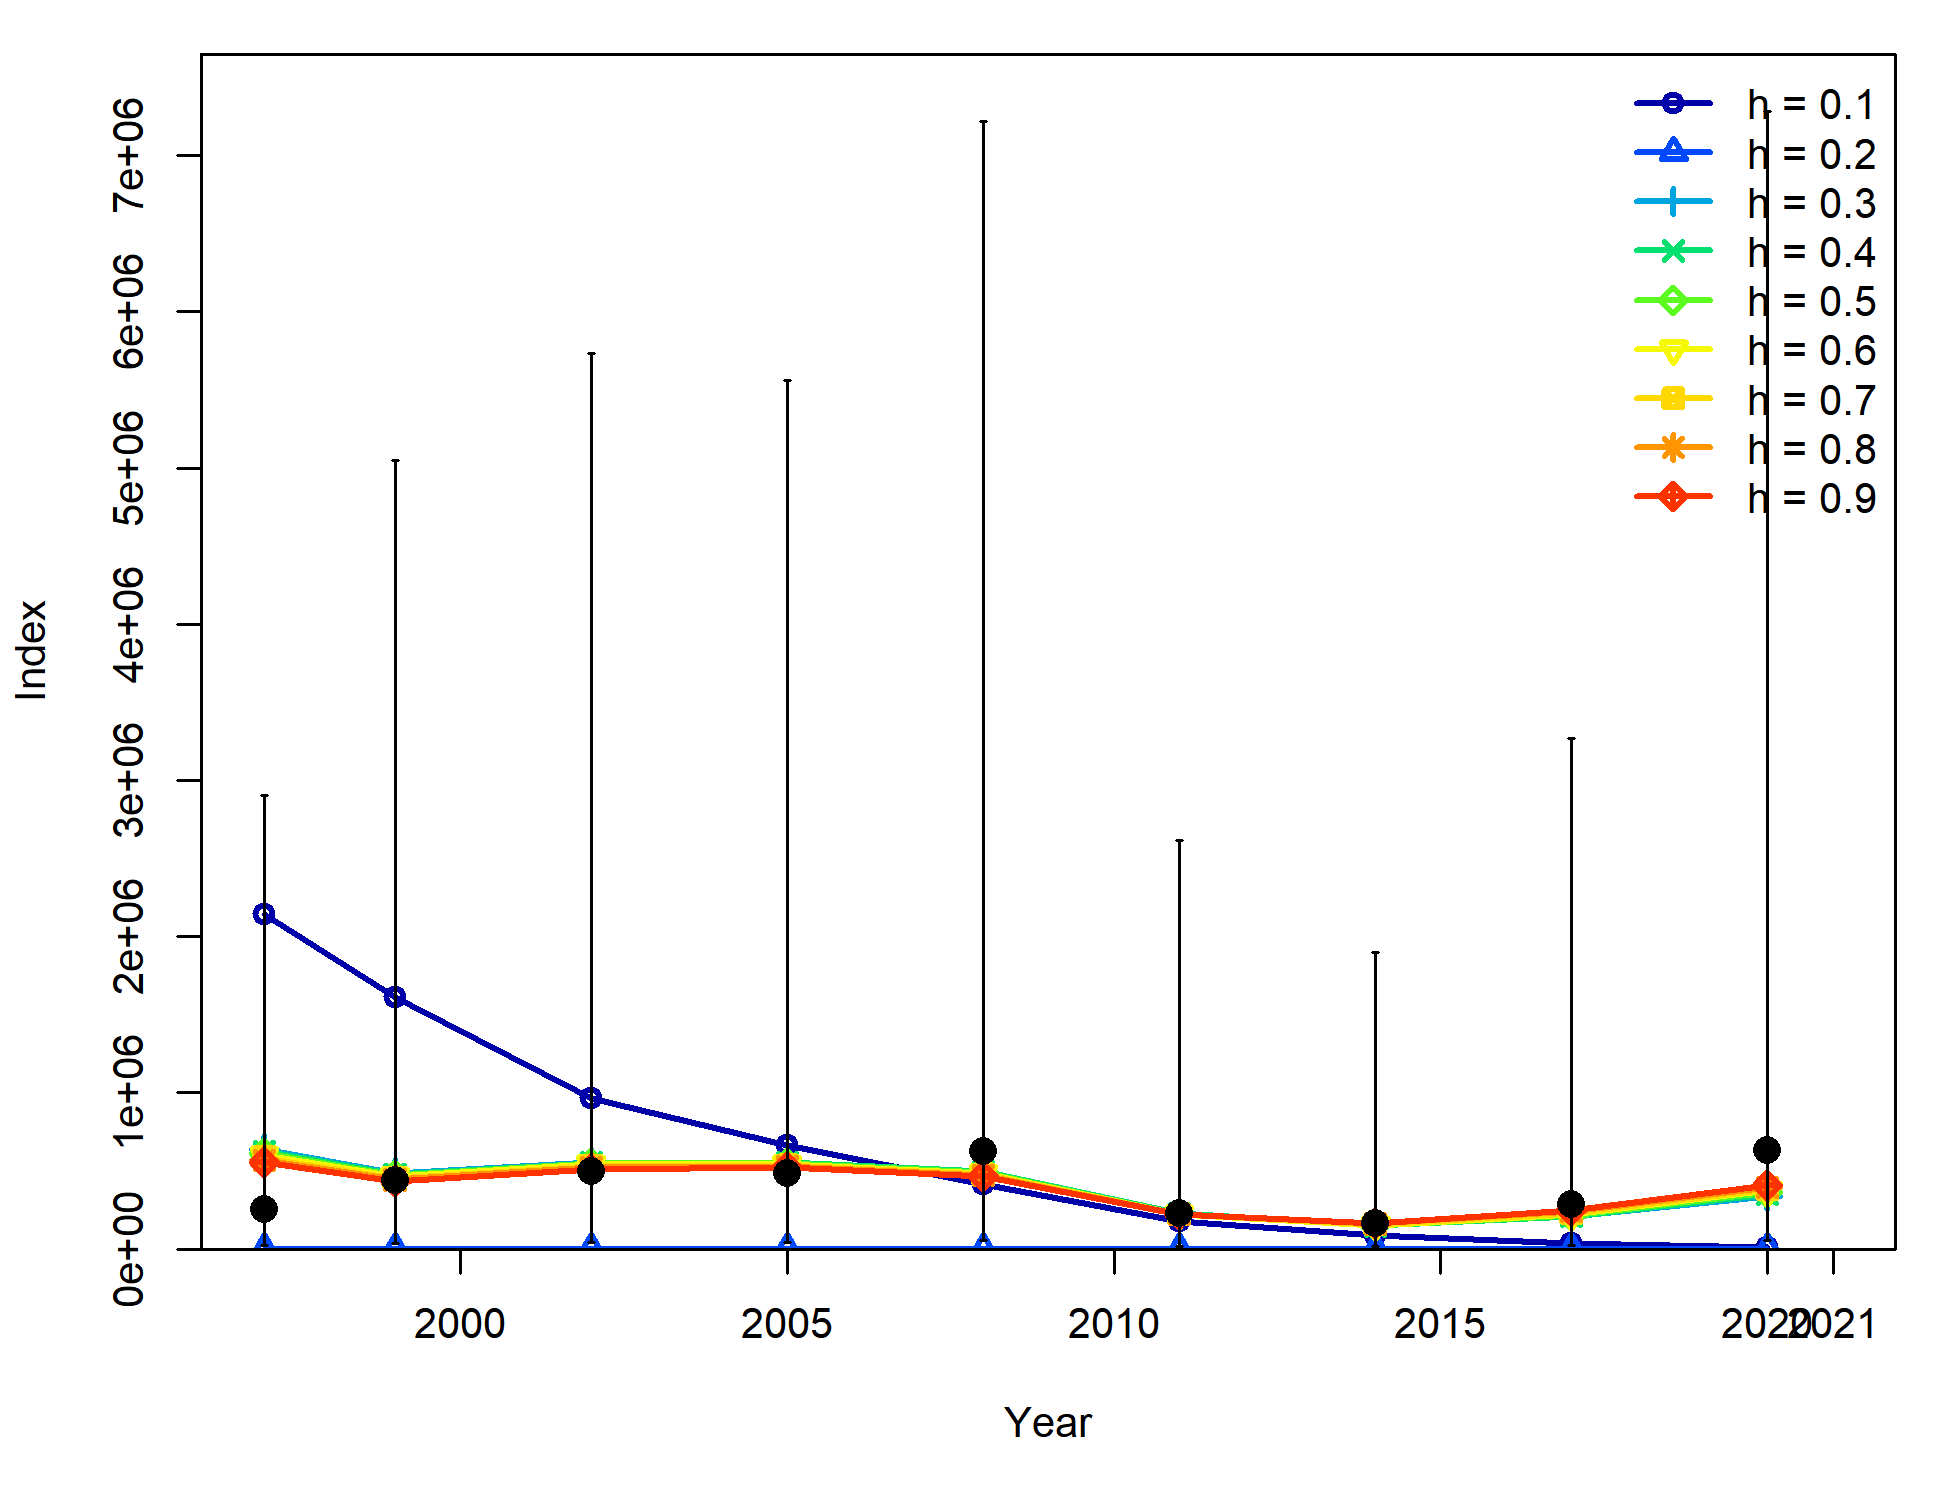 7e+06
6e+06
5e+06
4e+06
3e+06
2e+06
1e+06
0e+00
Index
h = 0.1
h = 0.2
h = 0.3
h = 0.4
h = 0.5
h = 0.6
h = 0.7
h = 0.8
h = 0.9
2000 2005 2010 2015 2020 2021
Year